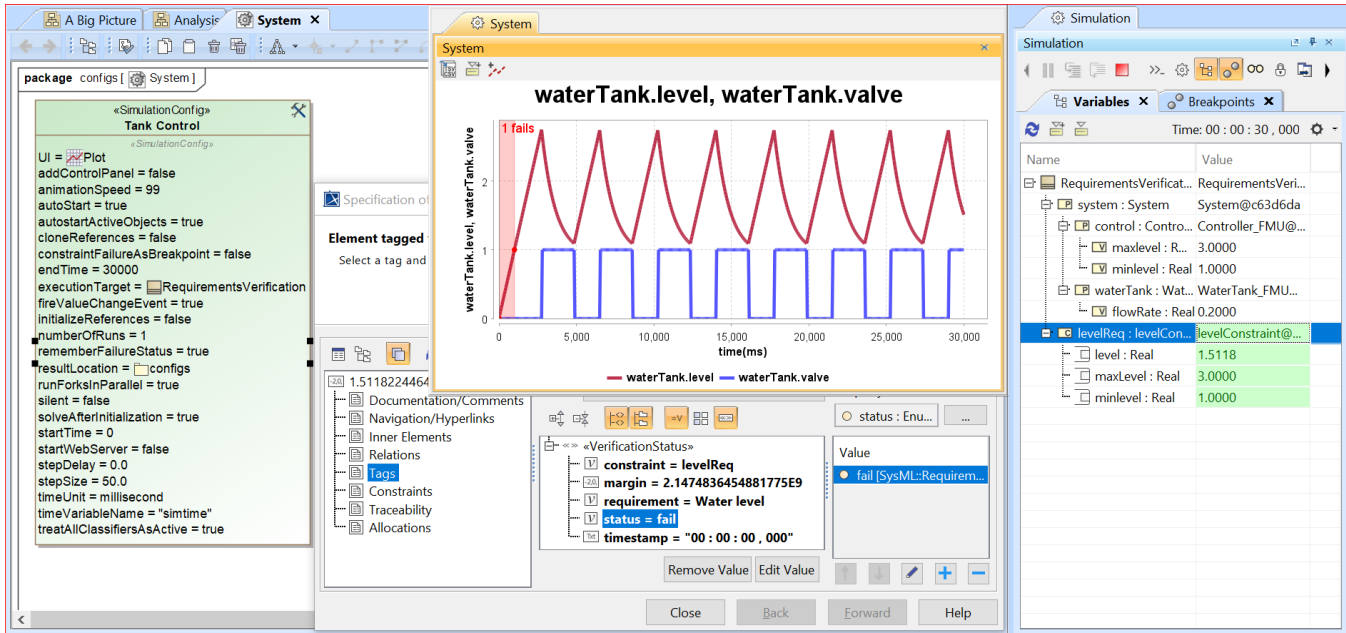 A Big Picture
Analysis
System
package configs [ System ]
«SimulationConfig»
Tank Control
«SimulationConfig»
UI = Plot
addControlPanel = false
animationSpeed = 99
autoStart = true
autostartActiveObjects = true
cloneReferences = false
constraintFailureAsBreakpoint = false
endTime = 30000
executionTarget = RequirementsVerification
fireValueChangeEvent = true
initializeReferences = false
numberOfRuns = 1
rememberFailureStatus = true
resultLocation = configs
runForksInParallel = true
silent = false
solveAfterInitialization = true
startTime = 0
startWebServer = false
stepDelay = 0.0
stepSize = 50.0
timeUnit = millisecond
timeVariableName = "simtime"
treatAllClassifiersAsActive = true
System
System
waterTank.level, waterTank.valve
1 fails
waterTank.level, waterTank.valve
2
1
0
0 5,000 10,000 15,000 20,000 25,000 30,000
time(ms)
waterTank.level waterTank.valve
Specification of
Element tagged
Select a tag and
1.5118224464
Documentation/Comments
Navigation/Hyperlinks
Inner Elements
Relations
Tags
Constraints
Traceability
Allocations
«VerificationStatus»
constraint = levelReq
margin = 2.1474836454881775E9
requirement = Water level
status = fail
timestamp = "00 : 00 : 00 , 000"
status : Enu...
...
Value
fail [SysML::Requirem...
Remove Value Edit Value
Close Back Forward Help
Simulation
Simulation
Variables
Breakpoints
Time: 00 : 00 : 30 , 000
Name Value
RequirementsVerificat... RequirementsVeri...
system : System System@c63d6da
control : Contro... Controller_FMU@...
maxlevel : R... 3.0000
minlevel : Real 1.0000
waterTank : Wat... WaterTank_FMU...
flowRate : Real 0.2000
levelReq : levelCon... levelConstraint@...
level : Real 1.5118
maxLevel : Real 3.0000
minlevel : Real 1.0000